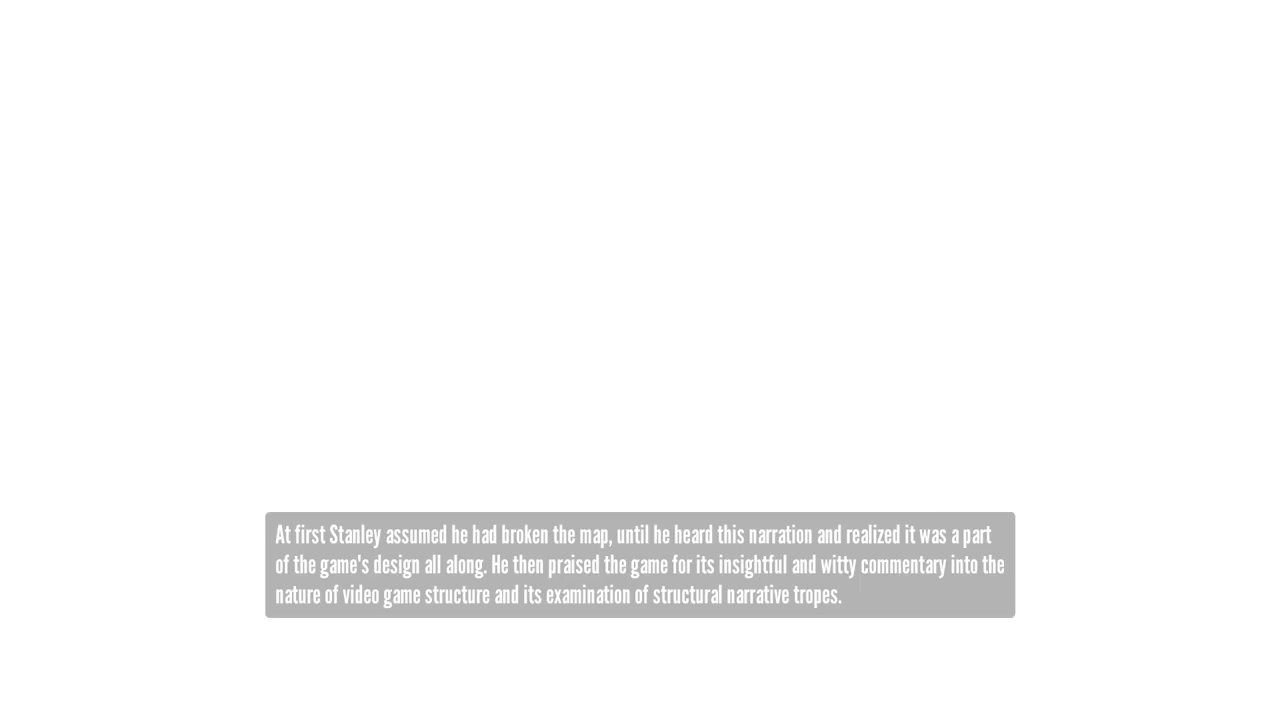 At first Stanley assumed he had broken the map, until he heard this narration and realized it was a part
of the game's design all along. He then praised the game for its insightful and witty commentary into the
nature of video game structure and its examination of structural narrative tropes.